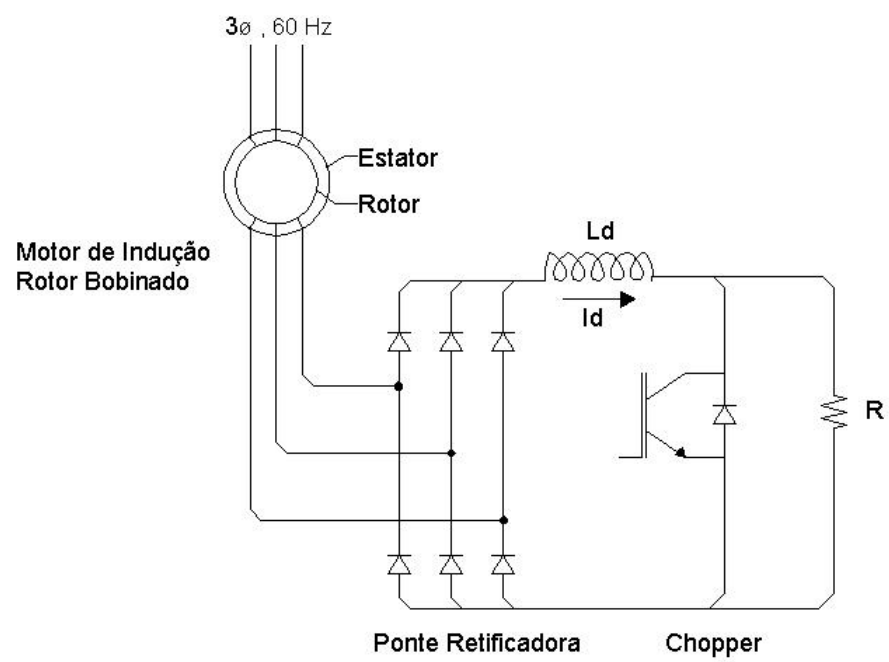 3ø , 60 Hz
Estator
Rotor
Motor de Indução
Rotor Bobinado
Ld
Id
R
Ponte Retificadora
Chopper